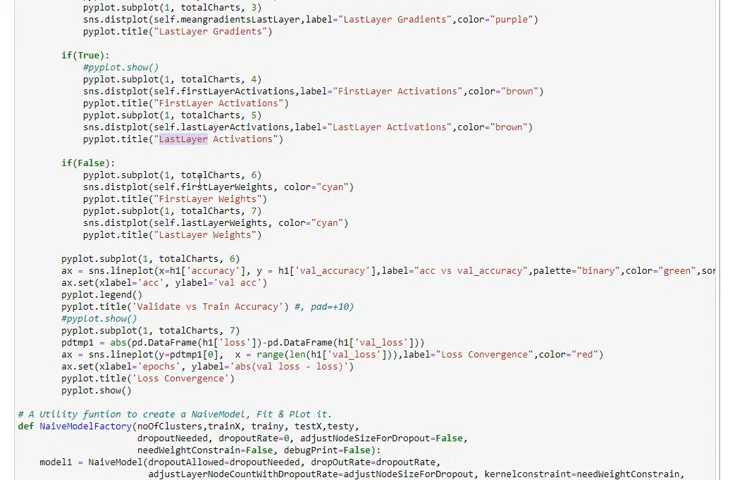 pyplot.subplot(1, totalCharts, 3)
sns.distplot(self.meangradientsLastLayer,label="LastLayer Gradients",color="purple")
pyplot.title("LastLayer Gradients")
if(True):
#pyplot.show()
pyplot.subplot(1, totalCharts, 4)
sns.distplot(self.firstLayerActivations,label="FirstLayer Activations",color="brown")
pyplot.title("FirstLayer Activations")
pyplot.subplot(1, totalCharts, 5)
sns.distplot(self.lastLayerActivations,label="LastLayer Activations",color="brown")
pyplot.title("LastLayer Activations")
if(False):
pyplot.subplot(1, totalCharts, 6)
sns.distplot(self.firstLayerWeights, color="cyan")
pyplot.title("FirstLayer Weights")
pyplot.subplot(1, totalCharts, 7)
sns.distplot(self.lastLayerWeights, color="cyan")
pyplot.title("LastLayer Weights")
pyplot.subplot(1, totalCharts, 6)
ax = sns.lineplot(x=h1['accuracy'], y = h1['val_accuracy'],label="acc vs val_accuracy",palette="binary",color="green",sor
ax.set(xlabel='acc', ylabel='val acc')
pyplot.legend()
pyplot.title('Validate vs Train Accuracy') #, pad=+10)
#pyplot.show()
pyplot.subplot(1, totalCharts, 7)
pdtmp1 = abs(pd.DataFrame(h1['loss'])-pd.DataFrame(h1['val_loss']))
ax = sns.lineplot(y=pdtmp1[0], x = range(len(h1['val_loss'])),label="Loss Convergence",color="red")
ax.set(xlabel='epochs', ylabel='abs(val loss - loss)')
pyplot.title('Loss Convergence')
pyplot.show()
# A Utility funtion to create a NaiveModel, Fit & Plot it.
def NaiveModelFactory(noOfClusters,trainX, trainy, testX,testy,
dropoutNeeded, dropoutRate=0, adjustNodeSizeForDropout=False,
needWeightConstrain=False, debugPrint=False):
model1 = NaiveModel(dropoutAllowed=dropoutNeeded, dropOutRate=dropoutRate,
adjustLayerNodeCountWithDropoutRate=adjustNodeSizeForDropout, kernelconstraint=needWeightConstrain,